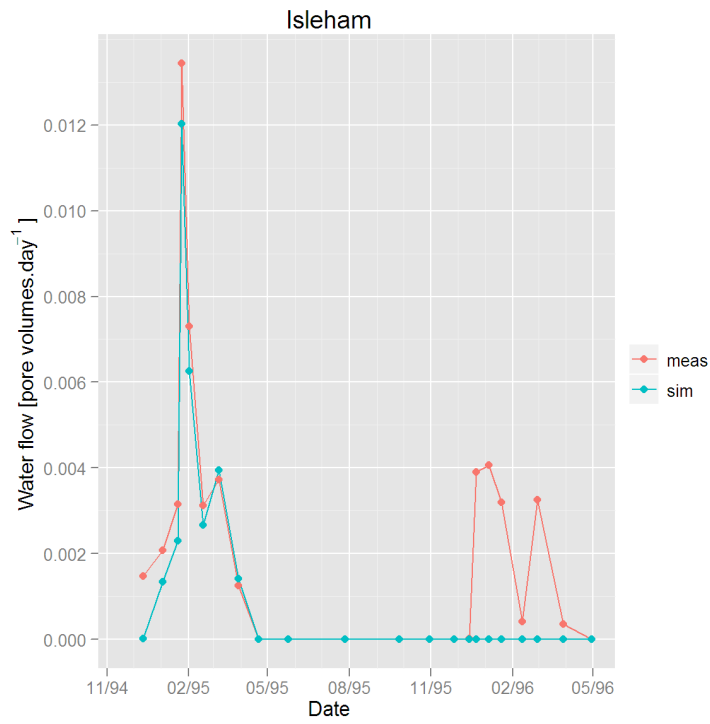 Isleham
0.012
0.010
0.008
0.006
0.004
0.002
0.000
Water flow [pore volumes.day⁻¹]
11/94 02/95 05/95 08/95 11/95 02/96 05/96
Date
meas
sim